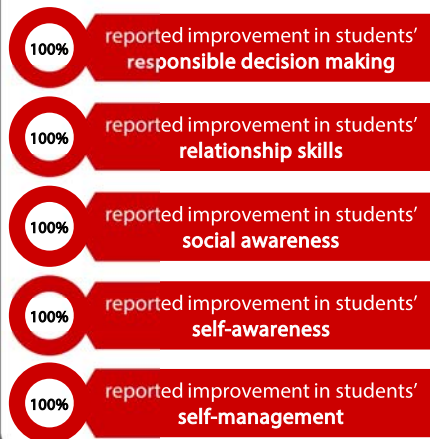 100%
reported improvement in students’
responsible decision making
100%
reported improvement in students’
relationship skills
100%
reported improvement in students’
social awareness
100%
reported improvement in students’
self-awareness
100%
reported improvement in students’
self-management